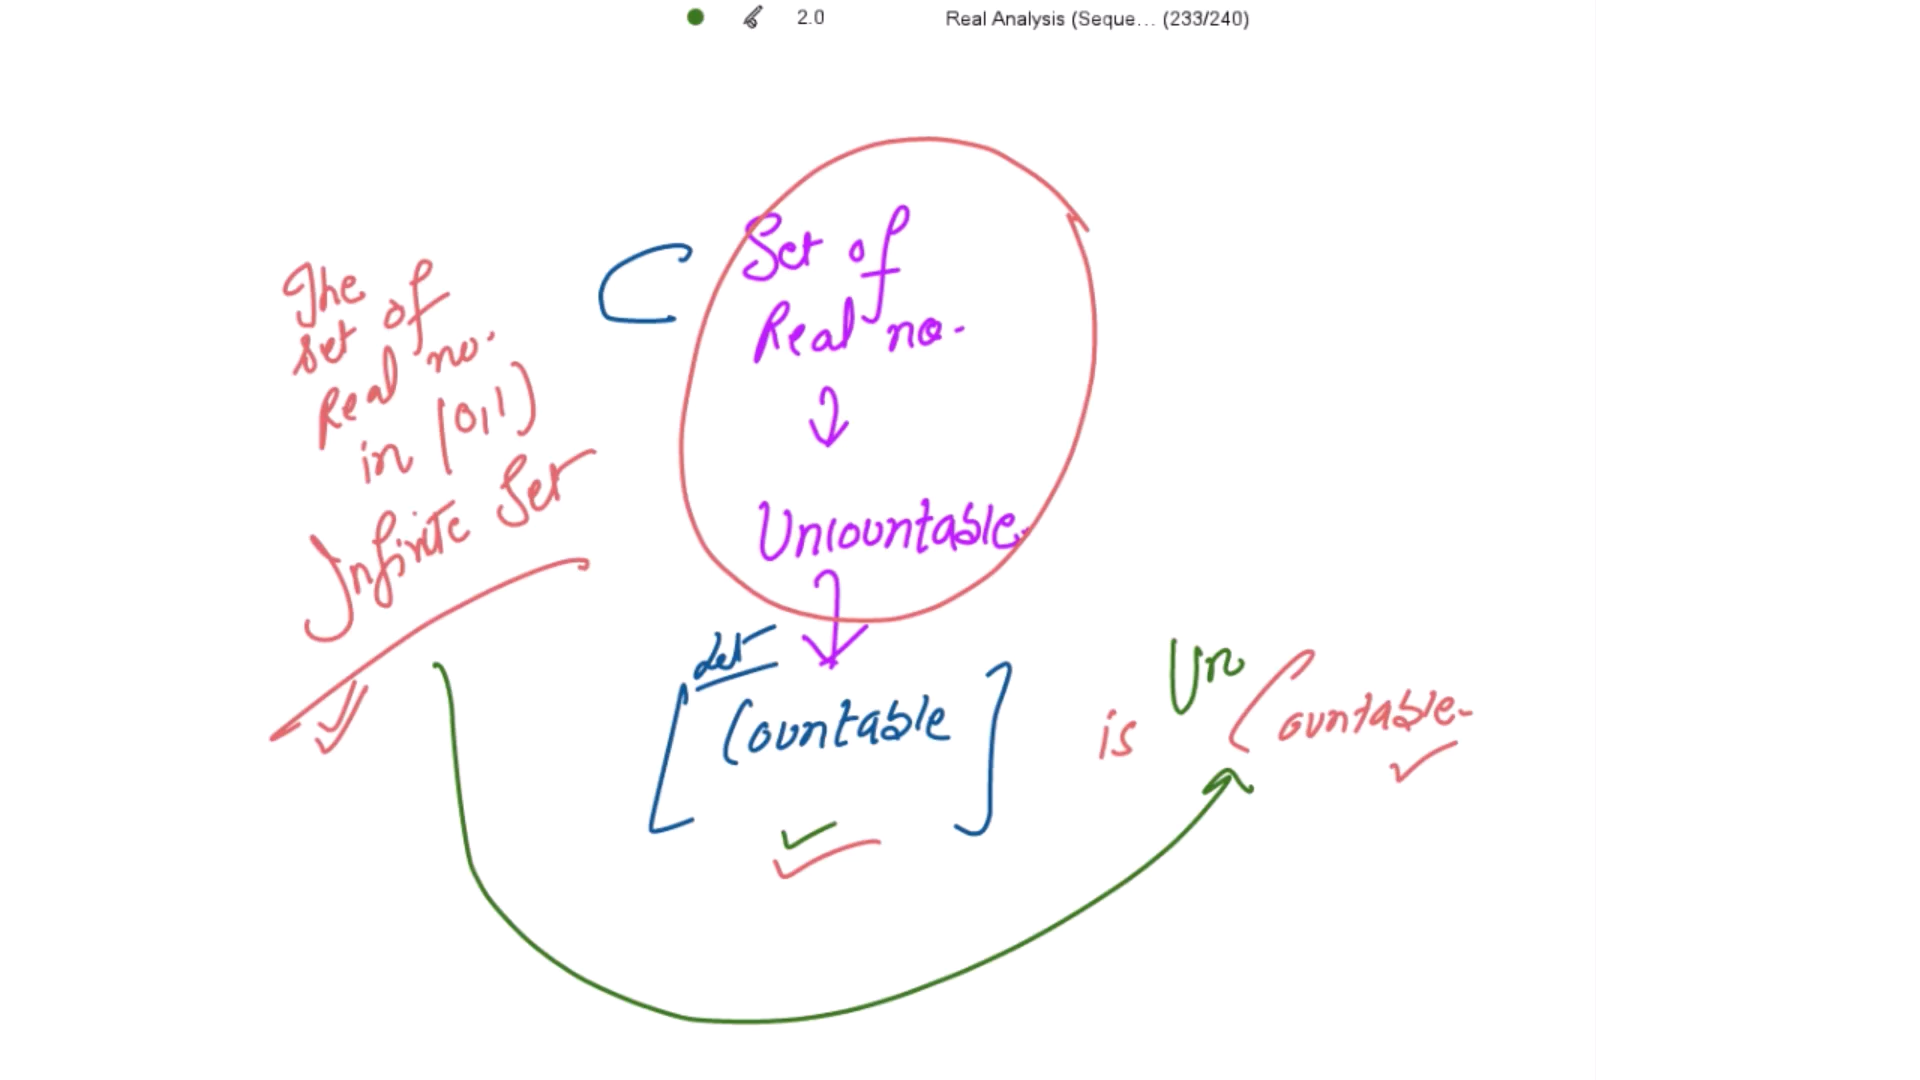 2.0 Real Analysis (Seque... (233/240)
The
set of
Real no.
in (0,1)
Infinite Set
⊂
Set of
Real no.
↓
Uncountable.
↓
let
[Countable]
is Un Countable.